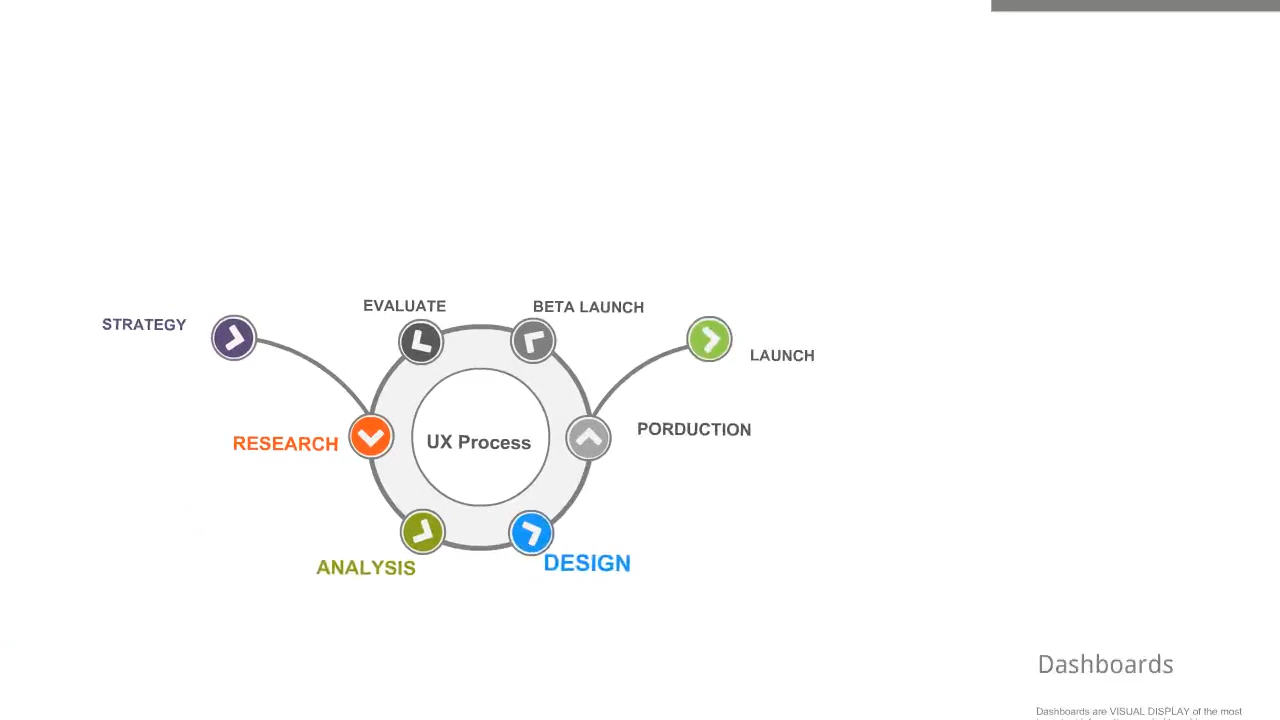 EVALUATE
BETA LAUNCH
STRATEGY
LAUNCH
PORDUCTION
RESEARCH
UX Process
DESIGN
ANALYSIS
Dashboards
Dashboards are VISUAL DISPLAY of the most